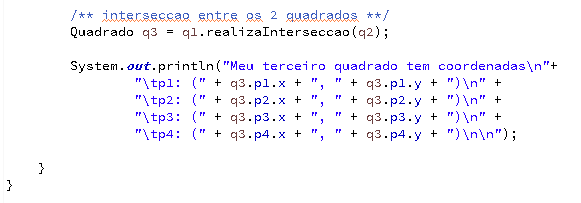 /** interseccao entre os 2 quadrados **/
Quadrado q3 = q1.realizaInterseccao(q2);
System.out.println("Meu terceiro quadrado tem coordenadas\n"+
"\tp1: (" + q3.p1.x + ", " + q3.p1.y + ")\n" +
"\tp2: (" + q3.p2.x + ", " + q3.p2.y + ")\n" +
"\tp3: (" + q3.p3.x + ", " + q3.p3.y + ")\n" +
"\tp4: (" + q3.p4.x + ", " + q3.p4.y + ")\n\n");
}
}